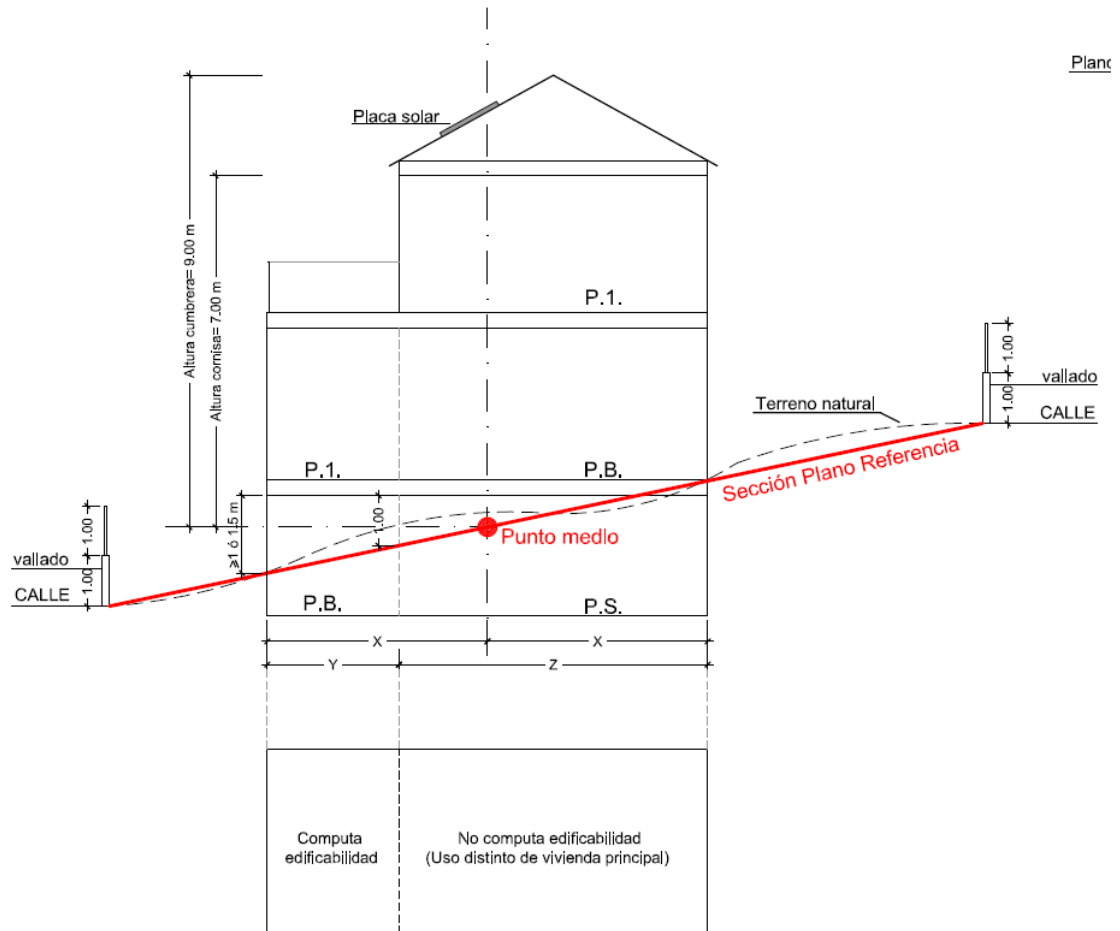 Plano
Placa solar
Altura cumbrera= 9.00 m
Altura cornisa= 7.00 m
P.1.
1.00
vallado
1.00
CALLE
Terreno natural
Sección Plano Referencia
P.1.
P.B.
≥1 ó 1.5 m
1.00
vallado
1.00
CALLE
Punto medio
P.B.
P.S.
X
X
Y
Z
Computa
edificabilidad
No computa edificabilidad
(Uso distinto de vivienda principal)